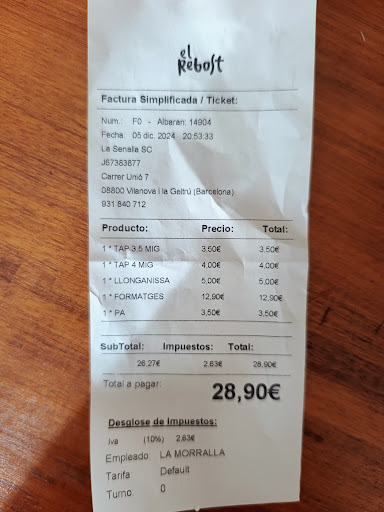 el
Rebost
Factura Simplificada / Ticket:
Num.: F0 - Albaran: 14904
Fecha: 05 dic. 2024 20:53:33
La Senalla SC
J67383877
Carrer Unió 7
08800 Vilanova i la Geltrú (Barcelona)
931 840 712
Producto: Precio: Total:
1 * TAP 3.5 MIG 3,50€ 3,50€
1 * TAP 4 MIG 4,00€ 4,00€
1 * LLONGANISSA 5,00€ 5,00€
1 * FORMATGES 12,90€ 12,90€
1 * PA 3,50€ 3,50€
SubTotal: Impuestos: Total:
26,27€ 2,63€ 28,90€
Total a pagar: 28,90€
Desglose de Impuestos:
Iva (10%) 2,63€
Empleado: LA MORRALLA
Tarifa Default
Turno: 0